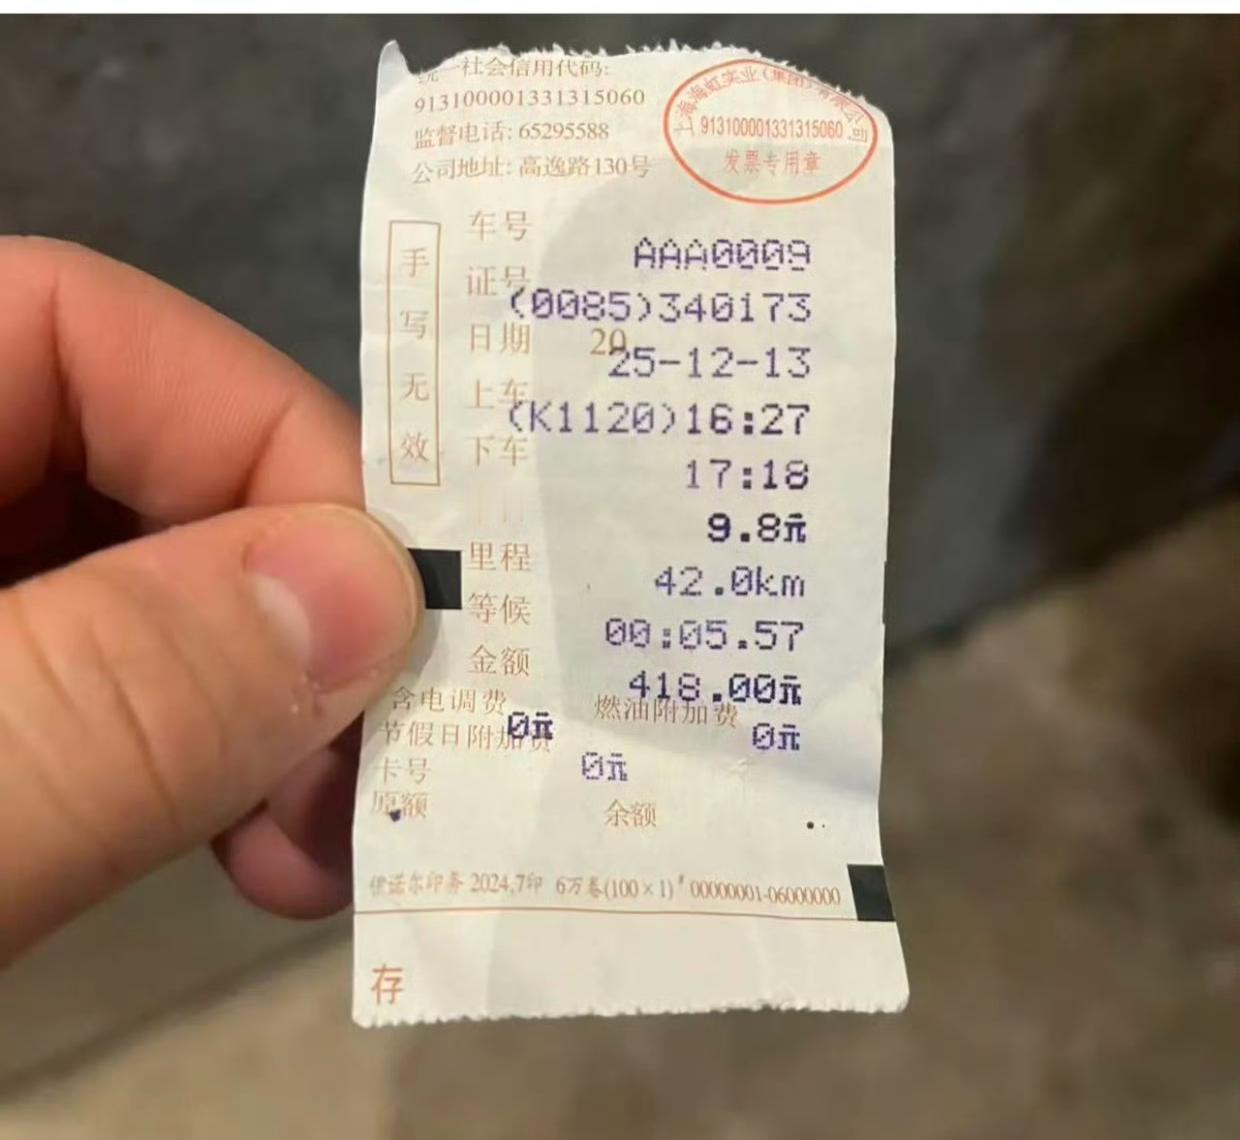 统一社会信用代码:
913100001331315060
监督电话: 65295588
公司地址: 高逸路130号
上海海虹实业(集团)有限公司
913100001331315060
发票专用章
手写无效
车号 AAA0009
证号 (0085)340173
日期 2025-12-13
上车 (K1120)16:27
下车 17:18
9.8元
里程 42.0km
等候 00:05.57
金额 418.00元
含电调费 0元 燃油附加费 0元
节假日附加费 0元
卡号
原额 余额
伊诺尔印务 2024.7印 6万卷(100×1)# 00000001-06000000
存